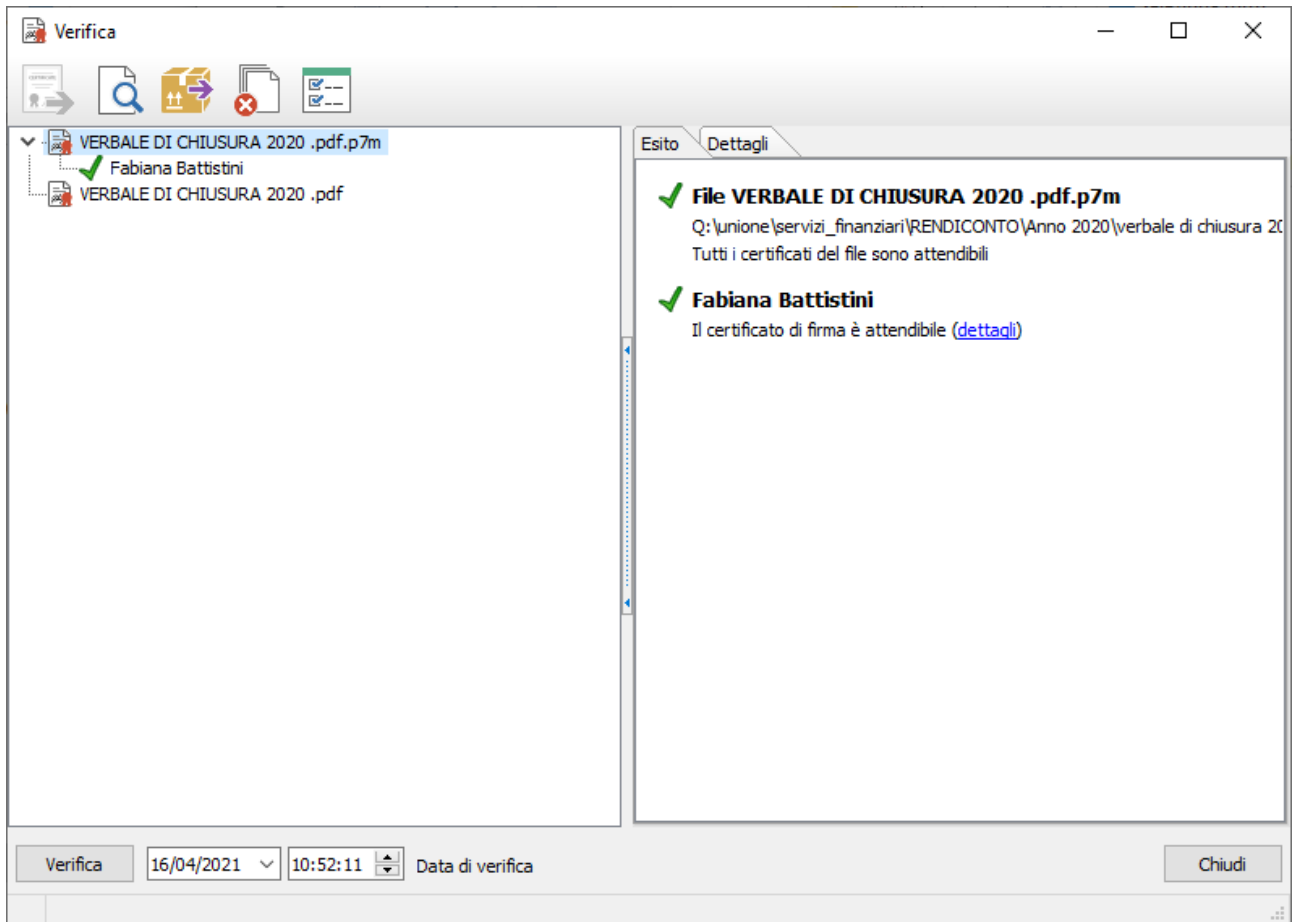 Verifica
VERBALE DI CHIUSURA 2020 .pdf.p7m
Fabiana Battistini
VERBALE DI CHIUSURA 2020 .pdf
Esito
Dettagli
File VERBALE DI CHIUSURA 2020 .pdf.p7m
Q:\unione\servizi_finanziari\RENDICONTO\Anno 2020\verbale di chiusura 20
Tutti i certificati del file sono attendibili
Fabiana Battistini
Il certificato di firma è attendibile (dettagli)
Verifica 16/04/2021 10:52:11 Data di verifica Chiudi